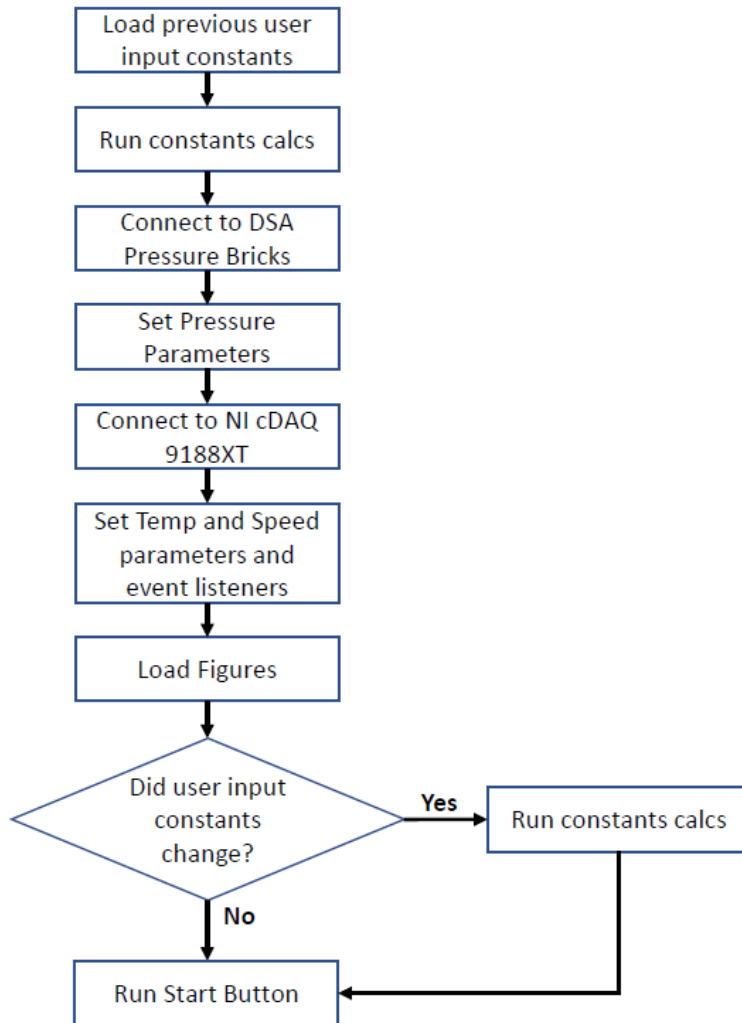 Load previous user
input constants
Run constants calcs
Connect to DSA
Pressure Bricks
Set Pressure
Parameters
Connect to NI cDAQ
9188XT
Set Temp and Speed
parameters and
event listeners
Load Figures
Did user input
constants
change?
Yes
Run constants calcs
No
Run Start Button